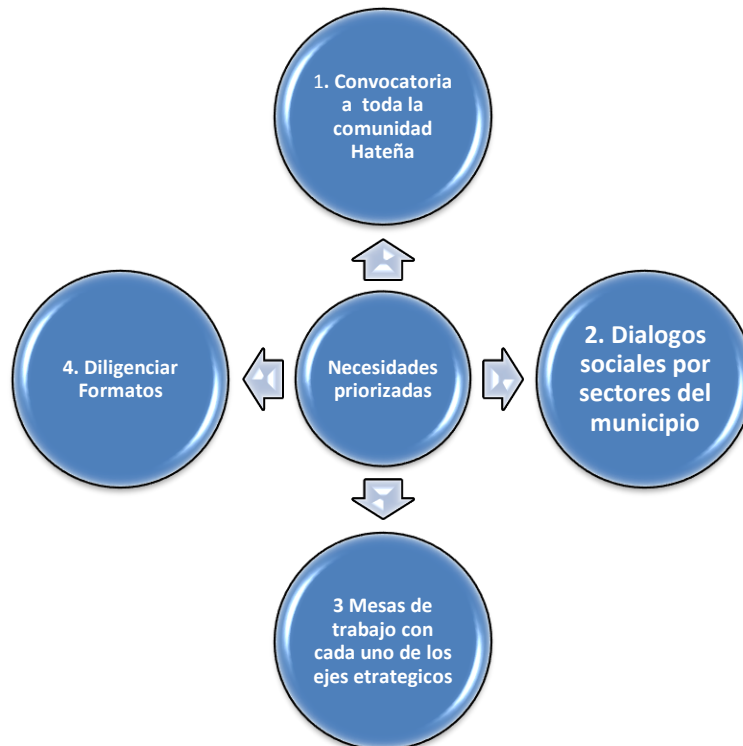 1. Convocatoria
a toda la
comunidad
Hateña
4. Diligenciar
Formatos
Necesidades
priorizadas
2. Dialogos
sociales por
sectores del
municipio
3 Mesas de
trabajo con
cada uno de los
ejes etrategicos